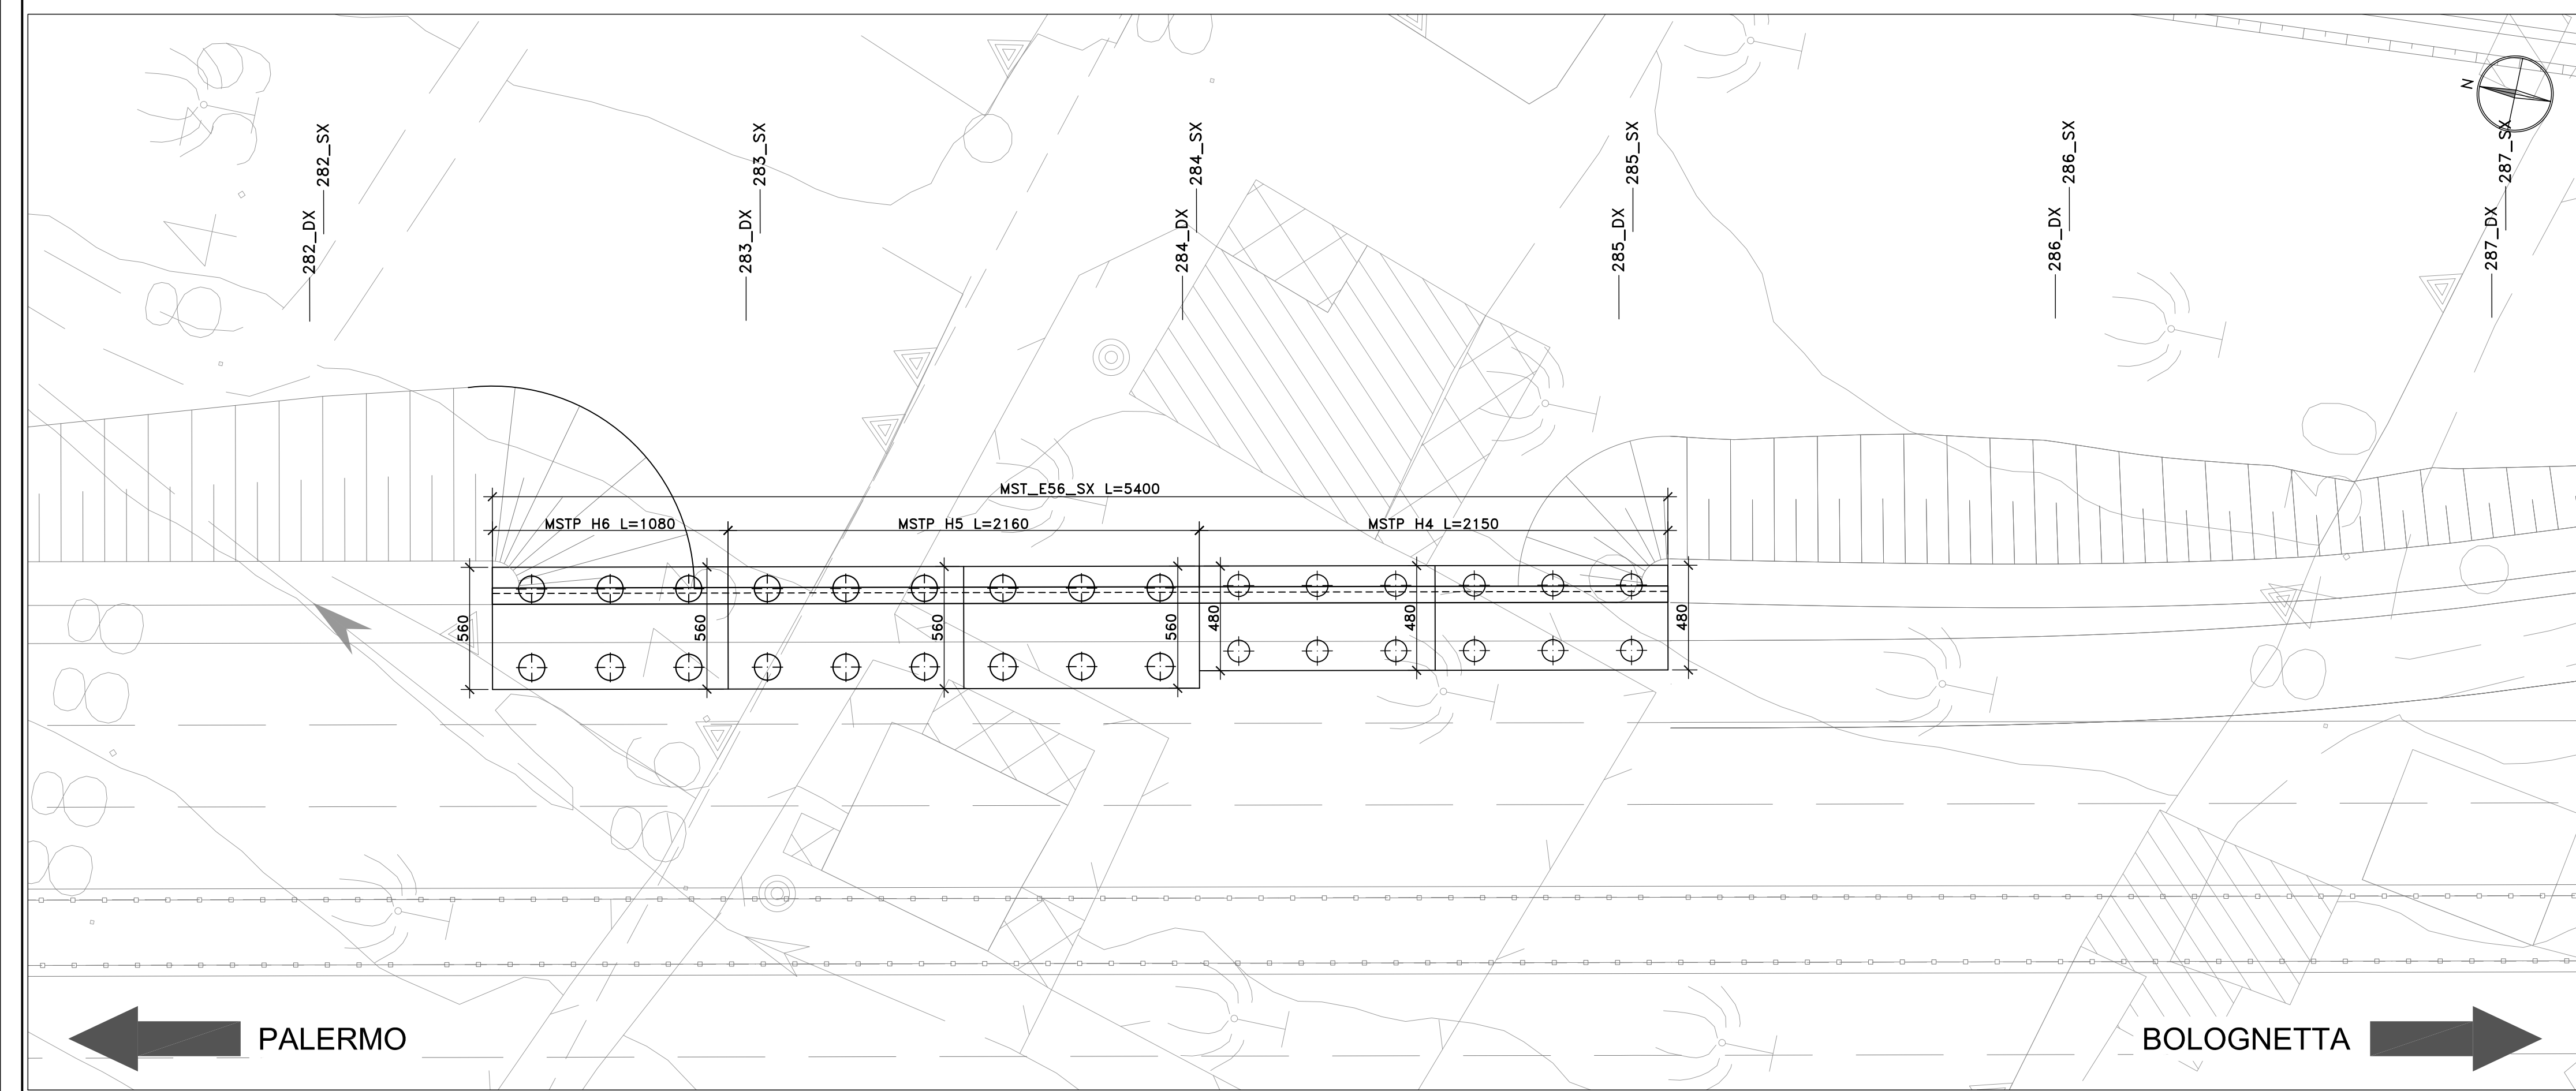 N
282_SX
283_SX
284_SX
285_SX
286_SX
287_SX
282_DX
283_DX
284_DX
285_DX
286_DX
287_DX
MST_E56_SX L=5400
MSTP H6 L=1080
MSTP H5 L=2160
MSTP H4 L=2150
560
560
560
560
480
480
480
PALERMO
BOLOGNETTA